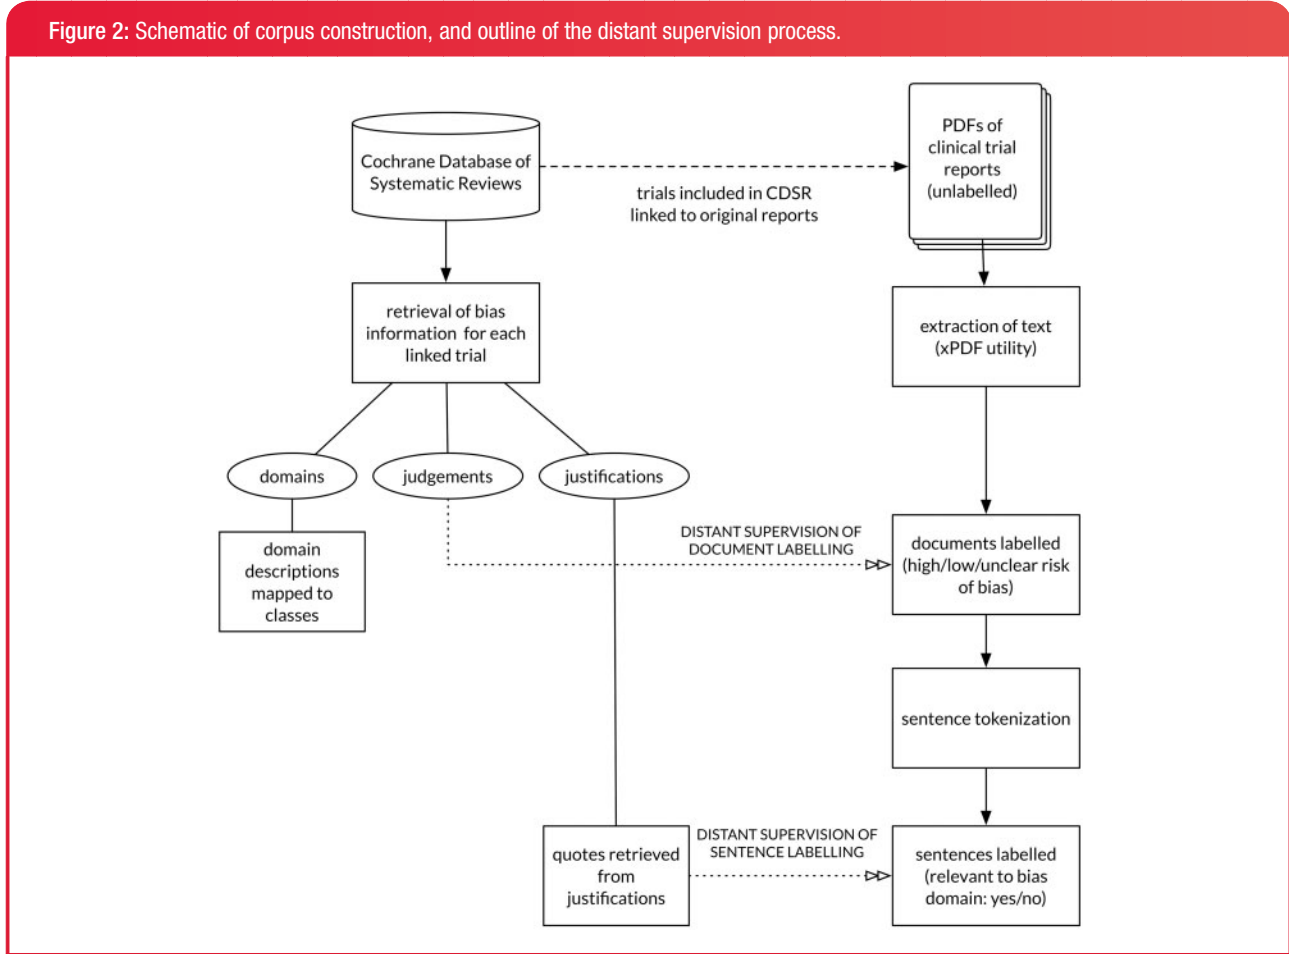 Figure 2: Schematic of corpus construction, and outline of the distant supervision process.
Cochrane Database of
Systematic Reviews
trials included in CDSR
linked to original reports
PDFs of
clinical trial
reports
(unlabelled)
retrieval of bias
information for each
linked trial
extraction of text
(xPDF utility)
domains
judgements
justifications
domain
descriptions
mapped to
classes
DISTANT SUPERVISION OF
DOCUMENT LABELLING
documents labelled
(high/low/unclear risk
of bias)
sentence tokenization
quotes retrieved
from
justifications
DISTANT SUPERVISION OF
SENTENCE LABELLING
sentences labelled
(relevant to bias
domain: yes/no)